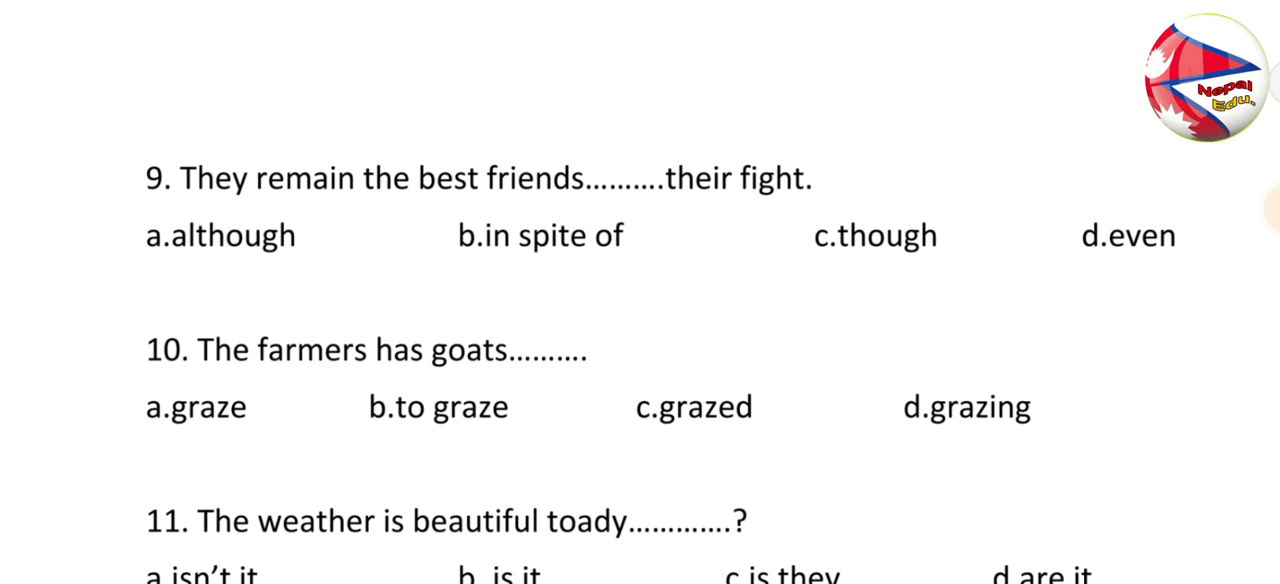 Nepal
Edu.
9. They remain the best friends..........their fight.
a.although b.in spite of c.though d.even
10. The farmers has goats..........
a.graze b.to graze c.grazed d.grazing
11. The weather is beautiful toady.............?
a.isn't it b. is it c.is they d.are it